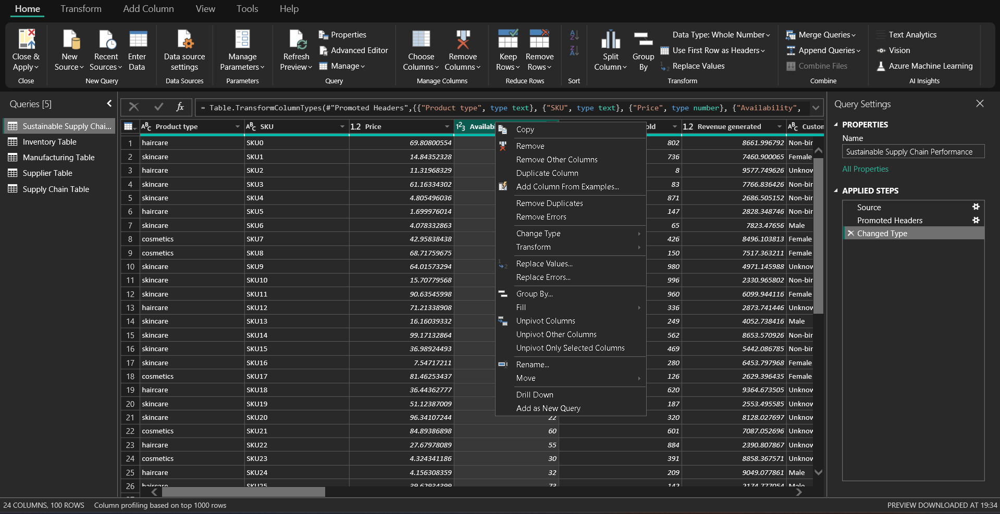 Home Transform Add Column View Tools Help
Close & Apply
New Source
Recent Sources
Enter Data
Data source settings
Manage Parameters
Refresh Preview
Properties
Advanced Editor
Manage
Choose Columns
Remove Columns
Keep Rows
Remove Rows
Split Column
Group By
Data Type: Whole Number
Use First Row as Headers
Replace Values
Merge Queries
Append Queries
Combine Files
Text Analytics
Vision
Azure Machine Learning
Close New Query Data Sources Parameters Query Manage Columns Reduce Rows Sort Transform Combine AI Insights
Queries [5]
Sustainable Supply Chai...
Inventory Table
Manufacturing Table
Supplier Table
Supply Chain Table
fx = Table.TransformColumnTypes(#"Promoted Headers",{{"Product type", type text}, {"SKU", type text}, {"Price", type number}, {"Availability",
ABC Product type ABC SKU 1.2 Price 123 Availabi old 1.2 Revenue generated ABC Custon
1 haircare SKU0 69.80800554 802 8661.996792 Non-bir
2 skincare SKU1 14.84352328 736 7460.900065 Female
3 haircare SKU2 11.31968329 8 9577.749626 Unknow
4 skincare SKU3 61.16334302 83 7766.836426 Non-bir
5 skincare SKU4 4.805496036 871 2686.505152 Non-bir
6 haircare SKU5 1.699976014 147 2828.348746 Non-bir
7 skincare SKU6 4.078332863 65 7823.47656 Male
8 cosmetics SKU7 42.95838438 426 8496.103813 Female
9 cosmetics SKU8 68.71759675 150 7517.363211 Female
10 skincare SKU9 64.01573294 980 4971.145988 Unknow
11 skincare SKU10 15.70779568 996 2330.965802 Non-bir
12 skincare SKU11 90.63545998 960 6099.944116 Female
13 haircare SKU12 71.21338908 336 2873.741446 Unknow
14 skincare SKU13 16.16039332 249 4052.738416 Male
15 skincare SKU14 99.17132864 562 8653.570926 Non-bir
16 skincare SKU15 36.98924493 469 5442.086785 Non-bir
17 skincare SKU16 7.54717211 280 6453.797968 Female
18 cosmetics SKU17 81.46253437 126 2629.396435 Female
19 haircare SKU18 36.44362777 620 9364.673505 Unknow
20 skincare SKU19 51.12387009 187 2553.495585 Unknow
21 skincare SKU20 96.34107244 22 320 8128.027697 Unknow
22 cosmetics SKU21 84.89386898 60 601 7087.052696 Unknow
23 haircare SKU22 27.67978089 55 884 2390.807867 Unknow
24 cosmetics SKU23 4.324341186 30 391 8858.367571 Unknow
25 haircare SKU24 4.156308359 32 209 9049.077861 Male
26 haircare SKU25 39.62934399 73 142 2174.777054 Male
Copy
Remove
Remove Other Columns
Duplicate Column
Add Column From Examples...
Remove Duplicates
Remove Errors
Change Type
Transform
Replace Values...
Replace Errors...
Group By...
Fill
Unpivot Columns
Unpivot Other Columns
Unpivot Only Selected Columns
Rename...
Move
Drill Down
Add as New Query
Query Settings
PROPERTIES
Name
Sustainable Supply Chain Performance
All Properties
APPLIED STEPS
Source
Promoted Headers
Changed Type
24 COLUMNS, 100 ROWS Column profiling based on top 1000 rows PREVIEW DOWNLOADED AT 19:34